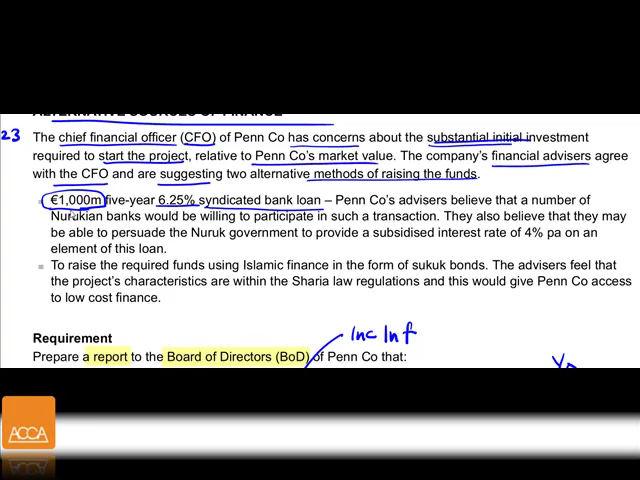 ALTERNATIVE SOURCES OF FINANCE
23 The chief financial officer (CFO) of Penn Co has concerns about the substantial initial investment
required to start the project, relative to Penn Co's market value. The company's financial advisers agree
with the CFO and are suggesting two alternative methods of raising the funds.
€1,000m five-year 6.25% syndicated bank loan – Penn Co's advisers believe that a number of
Nurukian banks would be willing to participate in such a transaction. They also believe that they may
be able to persuade the Nuruk government to provide a subsidised interest rate of 4% pa on an
element of this loan.
To raise the required funds using Islamic finance in the form of sukuk bonds. The advisers feel that
the project's characteristics are within the Sharia law regulations and this would give Penn Co access
to low cost finance.
Requirement
Inc Inf
Prepare a report to the Board of Directors (BoD) of Penn Co that:
ACCA